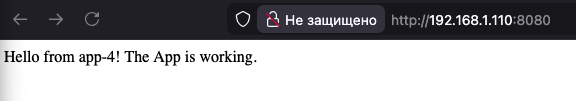 Не защищено http://192.168.1.110:8080
Hello from app-4! The App is working.